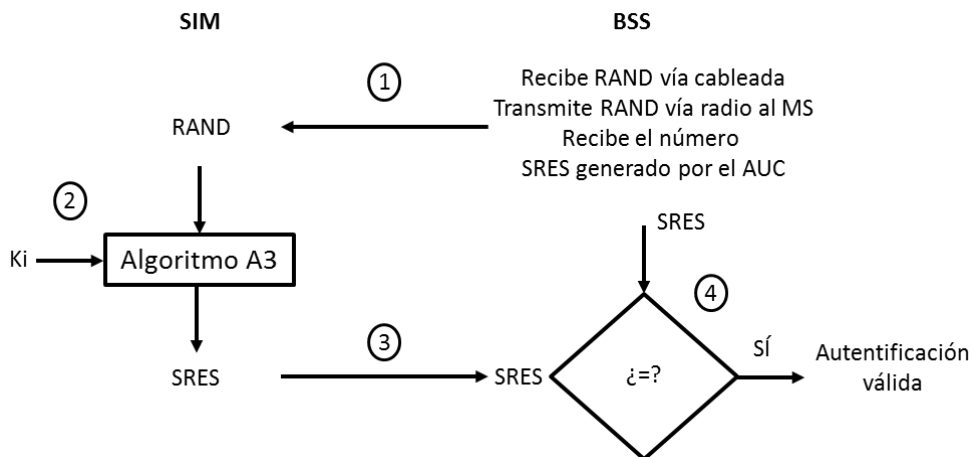 SIM
BSS
1
Recibe RAND vía cableada
Transmite RAND vía radio al MS
Recibe el número
SRES generado por el AUC
RAND
2
Ki
Algoritmo A3
SRES
4
3
SRES
SRES
¿=?
SÍ
Autentificación
válida